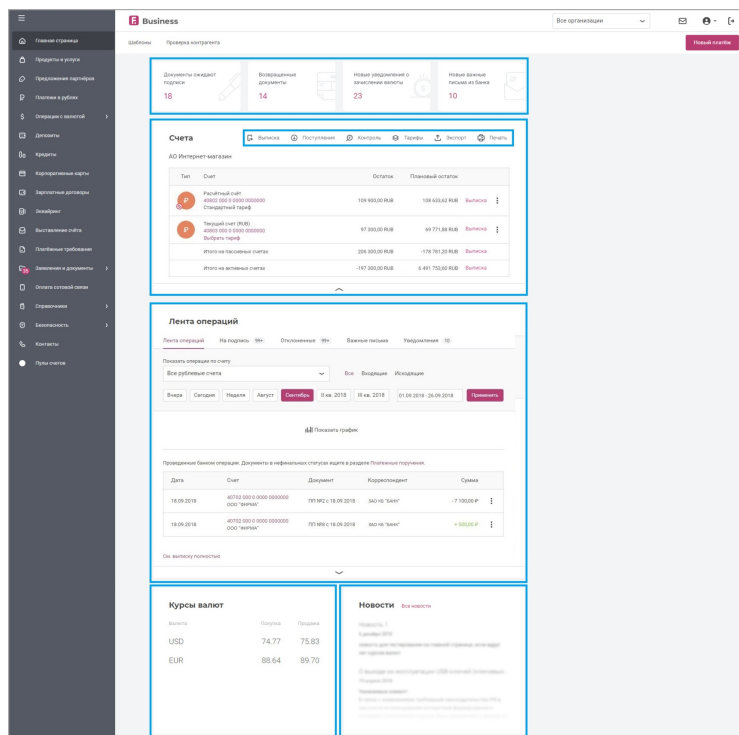 Business
Все организации
Главная страница
Шаблоны
Проверка контрагента
Новый платёж
Продукты и услуги
Предложения партнёров
Платежи в рублях
Операции с валютой
Депозиты
Кредиты
Корпоративные карты
Зарплатные договоры
Эквайринг
Выставление счёта
Платёжные требования
Заявления и документы
Оплата сотовой связи
Справочники
Безопасность
Контакты
Пулы счетов
Документы ожидают
подписи
18
Возвращенные
документы
14
Новые уведомления о
зачислении валюты
23
Новые важные
письма из банка
10
Счета
Выписка
Поступления
Контроль
Тарифы
Экспорт
Печать
АО Интернет-магазин
Тип Счет Остаток Плановый остаток
Расчётный счёт
40802 000 0 0000 0000000 109 900,00 RUB 108 633,62 RUB Выписка
Стандартный тариф
Текущий счет (RUB)
40803 000 0 0000 0000000 97 300,00 RUB 69 771,88 RUB Выписка
Выбрать тариф
Итого на пассивных счетах 206 300,00 RUB -178 781,20 RUB Выписка
Итого на активных счетах -197 300,00 RUB 6 491 753,60 RUB Выписка
Лента операций
Лента операций На подпись 99+ Отклоненные 99+ Важные письма Уведомления 10
Показать операции по счету
Все рублевые счета Все Входящие Исходящие
Вчера Сегодня Неделя Август Сентябрь II кв. 2018 III кв. 2018 01.09.2018 - 26.09.2018 Применить
Показать график
Проведенные банком операции. Документы в нефинальных статусах ищите в разделе Платежные поручения.
Дата Счет Документ Корреспондент Сумма
18.09.2018 40702 000 0 0000 0000000 ПП №2 с 18.09.2018 ЗАО КБ "БАНК" - 7 100,00 ₽
ООО "ФИРМА"
18.09.2018 40702 000 0 0000 0000000 ПП №8 с 18.09.2018 ЗАО КБ "БАНК"
ООО "ФИРМА"
См. выписку полностью
Курсы валют
Валюта Покупка Продажа
USD 74.77 75.83
EUR 88.64 89.70
Новости Все новости
Новость 1